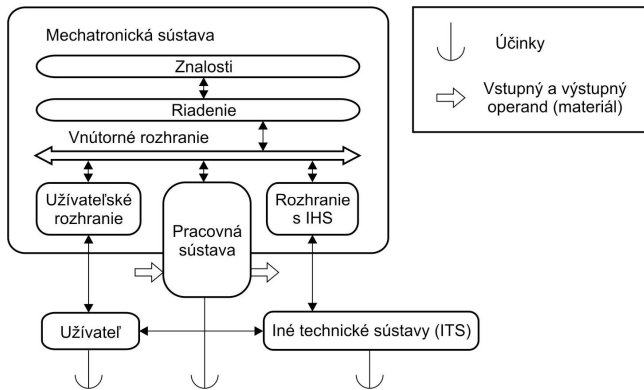 Mechatronická sústava
Znalosti
Riadenie
Vnútorné rozhranie
Užívateľské
rozhranie
Pracovná
sústava
Rozhranie
s IHS
Užívateľ
Iné technické sústavy (ITS)
Účinky
Vstupný a výstupný
operand (materiál)